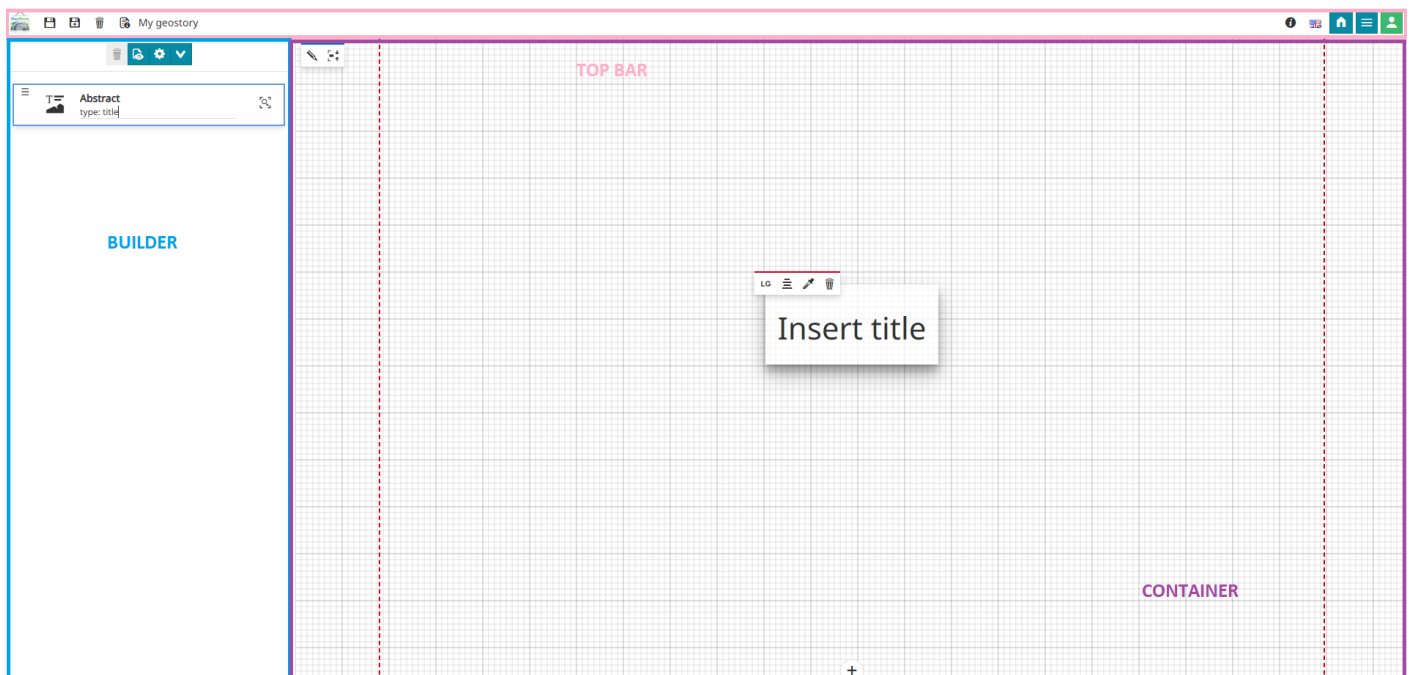 My geostory
TOP BAR
Abstract
type: title
BUILDER
LG
Insert title
CONTAINER